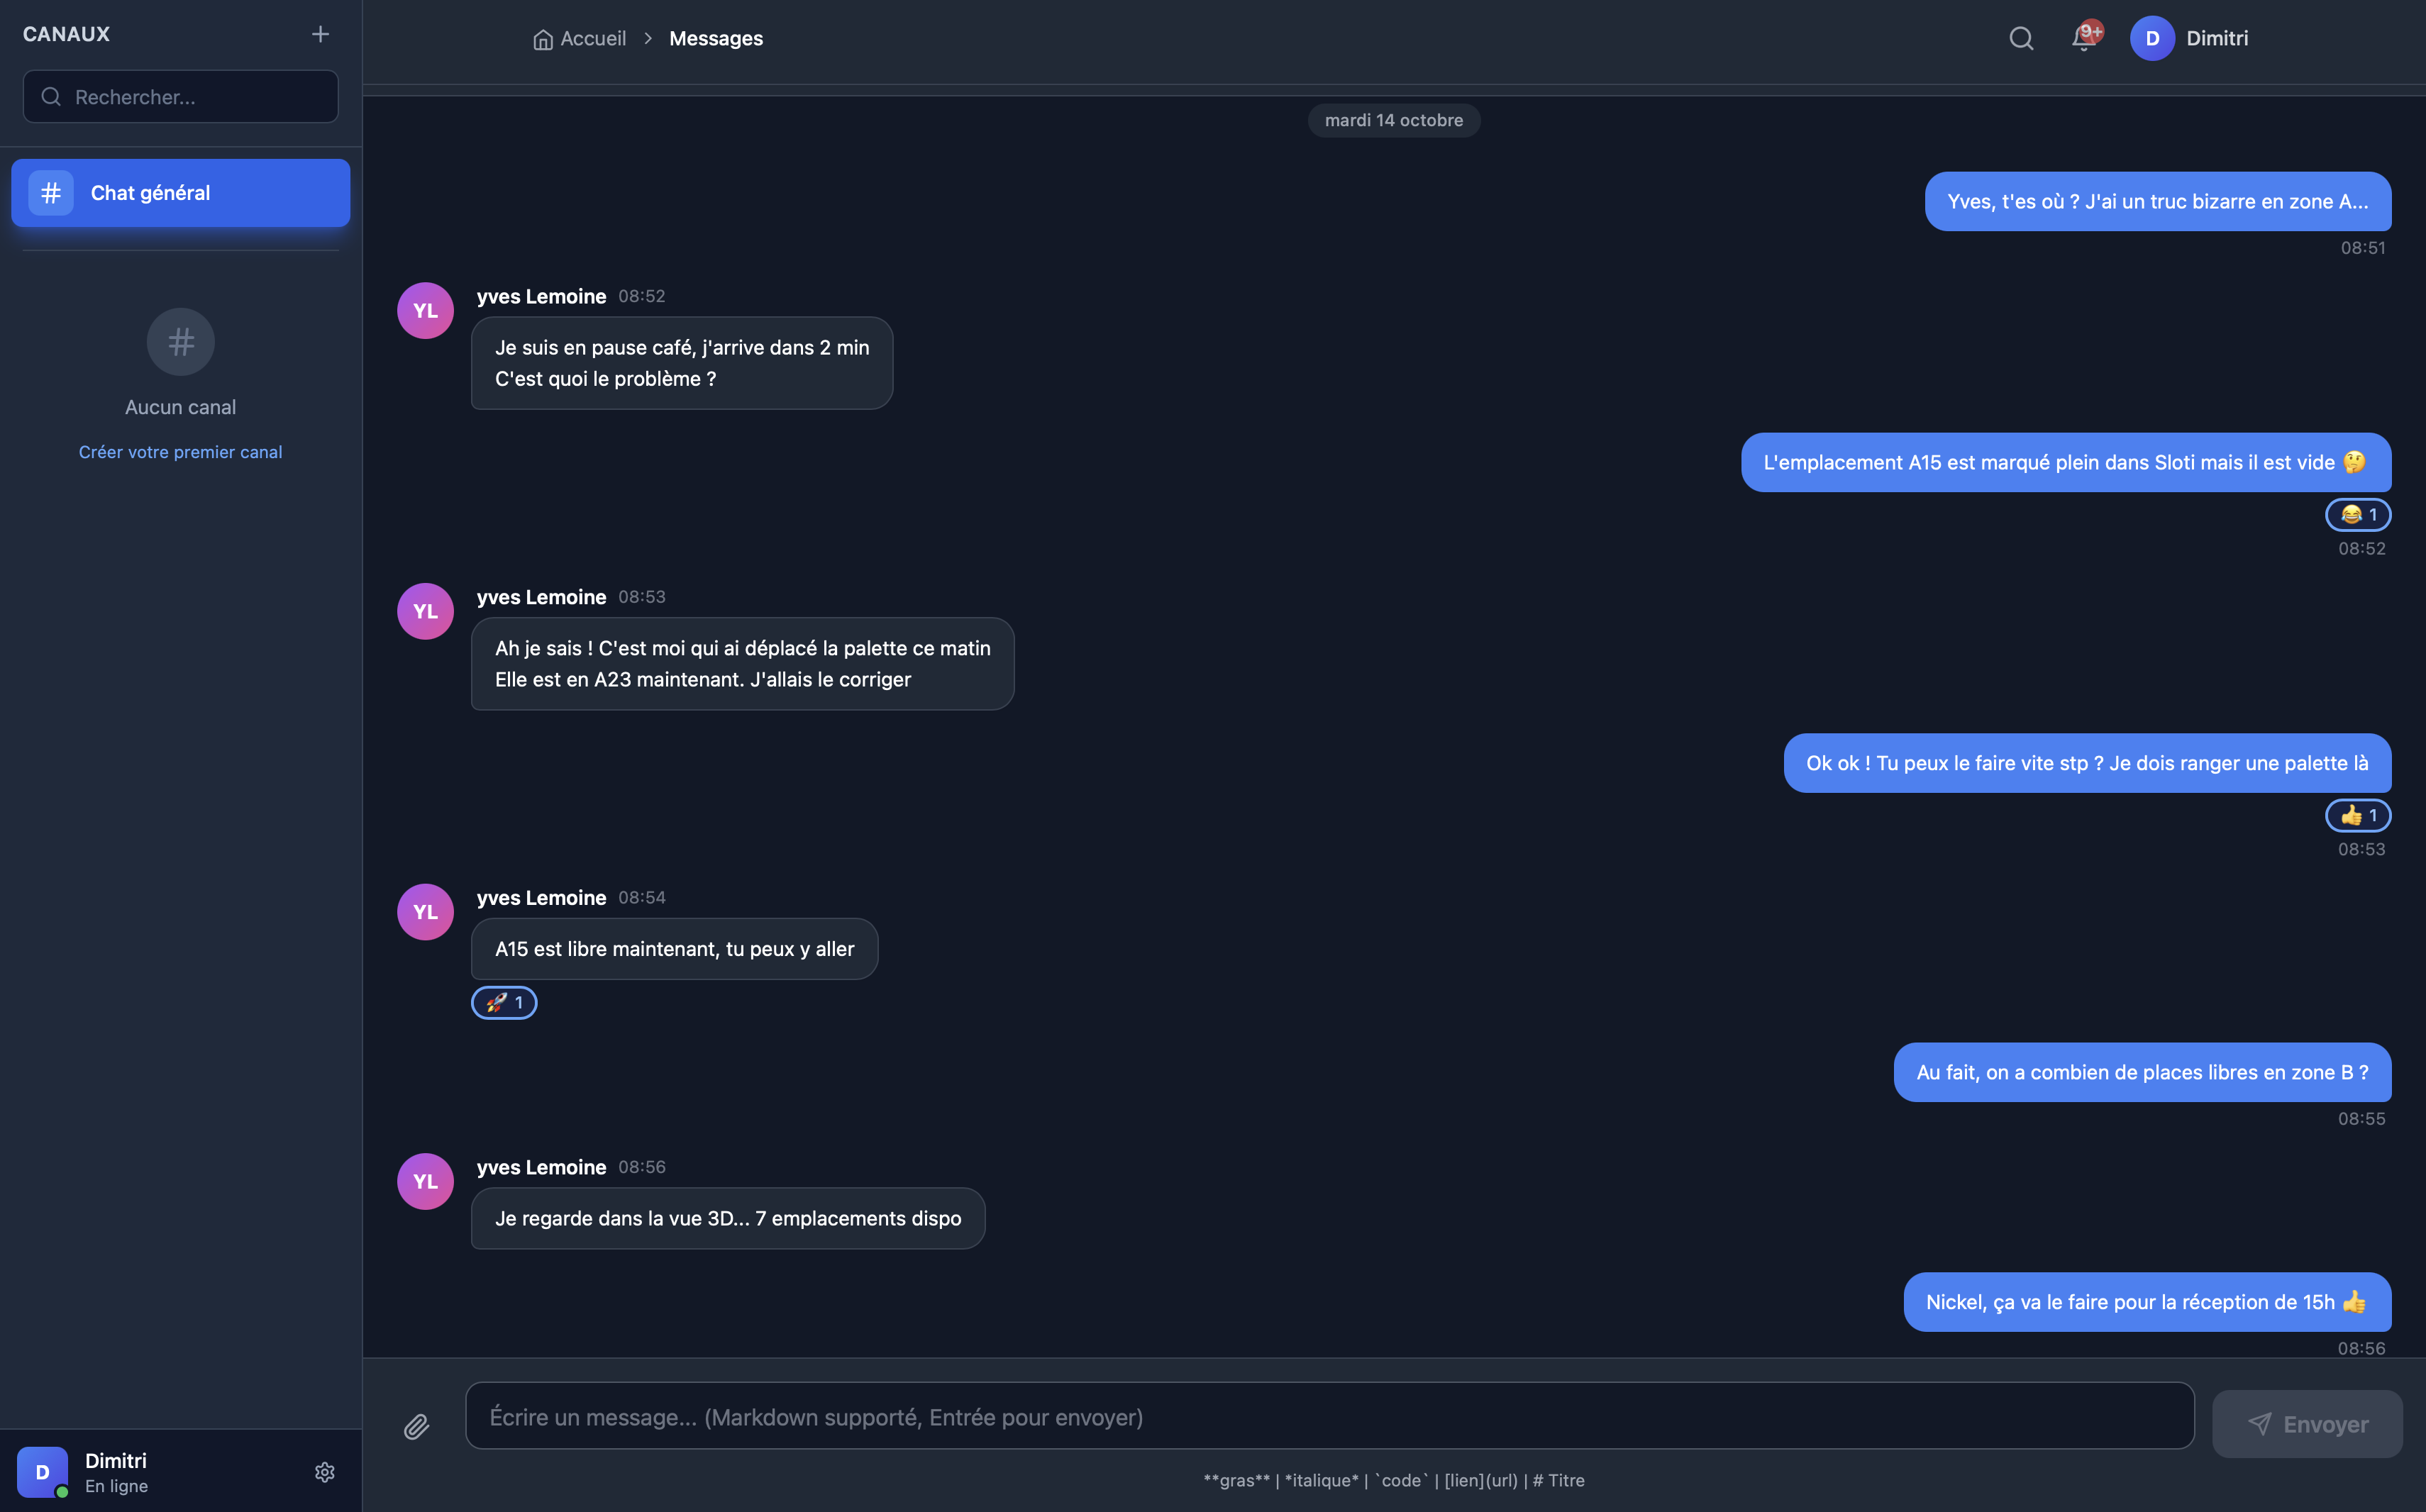 CANAUX
Rechercher...
Chat général
Aucun canal
Créer votre premier canal
Dimitri
En ligne
D
Accueil
Messages
9+
D
Dimitri
mardi 14 octobre
Yves, t'es où ? J'ai un truc bizarre en zone A...
08:51
YL
yves Lemoine 08:52
Je suis en pause café, j'arrive dans 2 min
C'est quoi le problème ?
L'emplacement A15 est marqué plein dans Sloti mais il est vide 🤔
😂 1
08:52
YL
yves Lemoine 08:53
Ah je sais ! C'est moi qui ai déplacé la palette ce matin
Elle est en A23 maintenant. J'allais le corriger
Ok ok ! Tu peux le faire vite stp ? Je dois ranger une palette là
👍 1
08:53
YL
yves Lemoine 08:54
A15 est libre maintenant, tu peux y aller
🚀 1
Au fait, on a combien de places libres en zone B ?
08:55
YL
yves Lemoine 08:56
Je regarde dans la vue 3D... 7 emplacements dispo
Nickel, ça va le faire pour la réception de 15h 👍
08:56
Écrire un message... (Markdown supporté, Entrée pour envoyer)
Envoyer
**gras** | *italique* | `code` | [lien](url) | # Titre